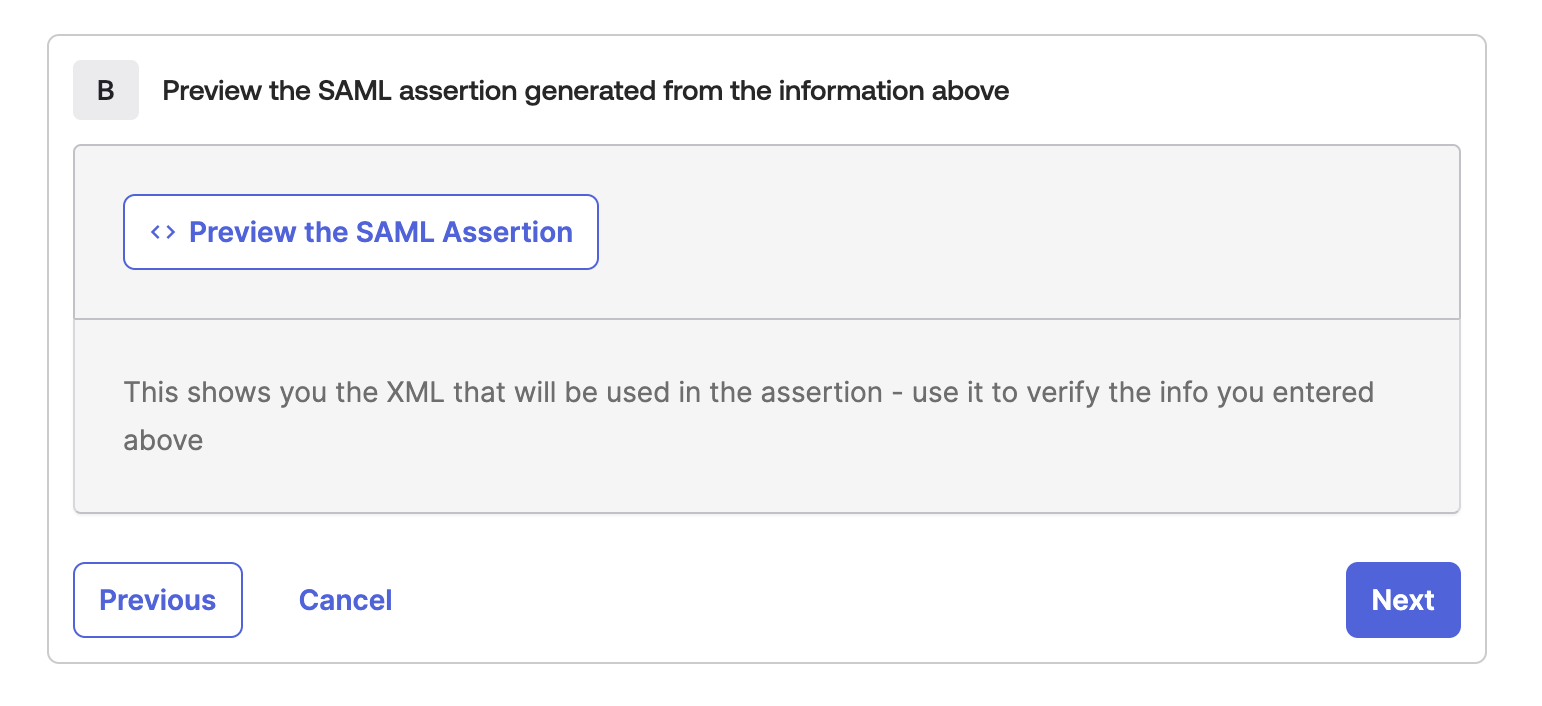 B Preview the SAML assertion generated from the information above
<> Preview the SAML Assertion
This shows you the XML that will be used in the assertion - use it to verify the info you entered
above
Previous Cancel Next